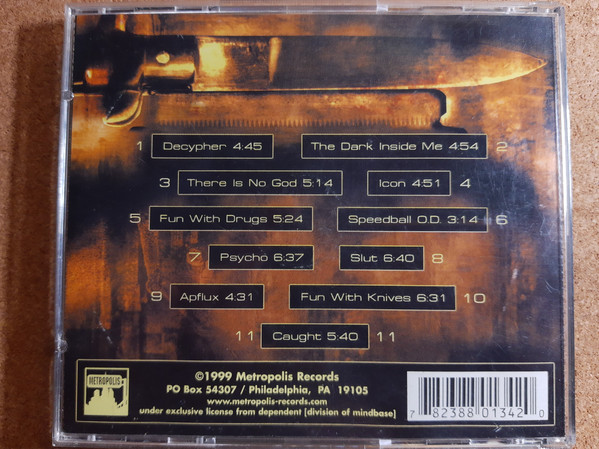 1 Decypher 4:45 The Dark Inside Me 4:54 2
3 There Is No God 5:14 Icon 4:51 4
5 Fun With Drugs 5:24 Speedball O.D. 3:14 6
7 Psycho 6:37 Slut 6:40 8
9 Apflux 4:31 Fun With Knives 6:31 10
11 Caught 5:40 11
METROPOLIS
©1999 Metropolis Records
PO Box 54307 / Philadelphia, PA 19105
www.metropolis-records.com
under exclusive license from dependent [division of mindbase]
7 82388 01342 0